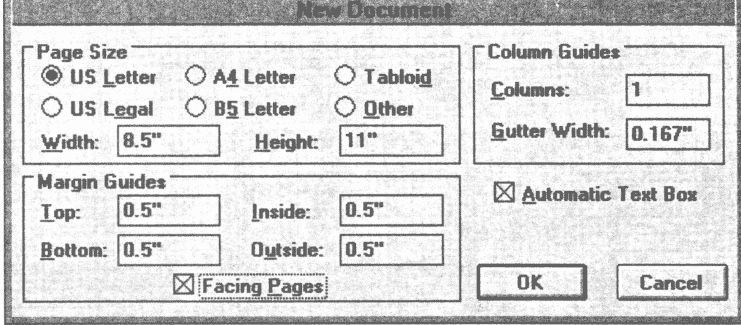 New Document
Page Size
US Letter A4 Letter Tabloid
US Legal B5 Letter Other
Width: 8.5" Height: 11"
Column Guides
Columns: 1
Gutter Width: 0.167"
Margin Guides
Top: 0.5" Inside: 0.5"
Bottom: 0.5" Outside: 0.5"
Facing Pages
Automatic Text Box
OK Cancel